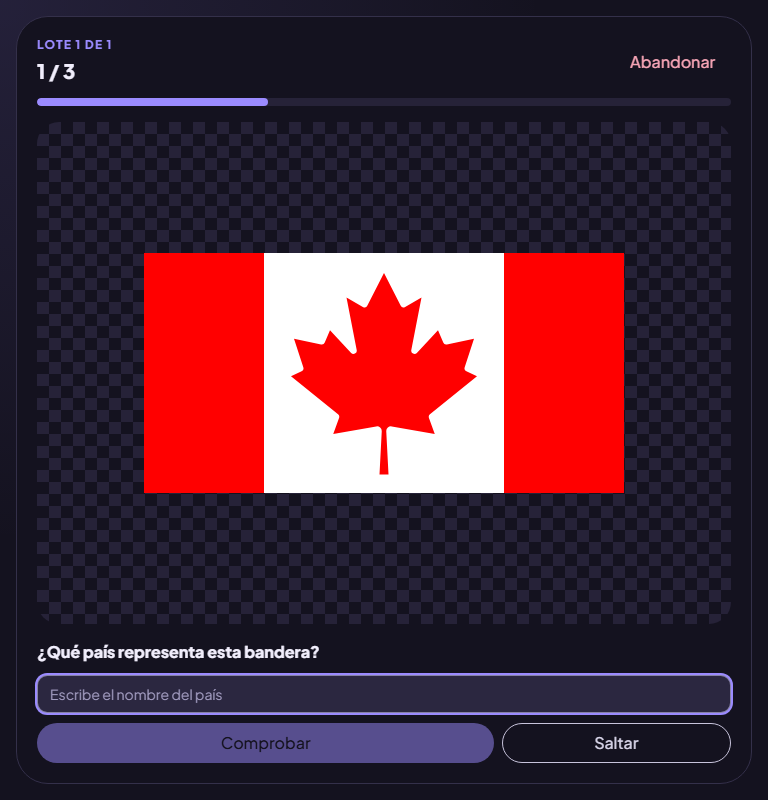 LOTE 1 DE 1
1 / 3
Abandonar
¿Qué país representa esta bandera?
Escribe el nombre del país
Comprobar
Saltar